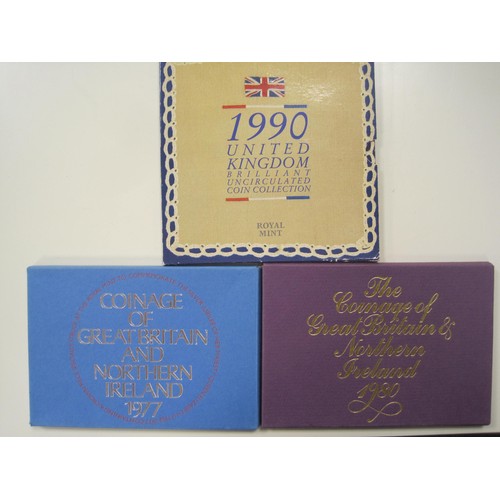 1990
UNITED
KINGDOM
BRILLIANT
UNCIRCULATED
COIN COLLECTION
ROYAL
MINT
COINAGE
OF
GREAT BRITAIN
AND
NORTHERN
IRELAND
1977
The
Coinage of
Great Britain &
Northern
Ireland
1980